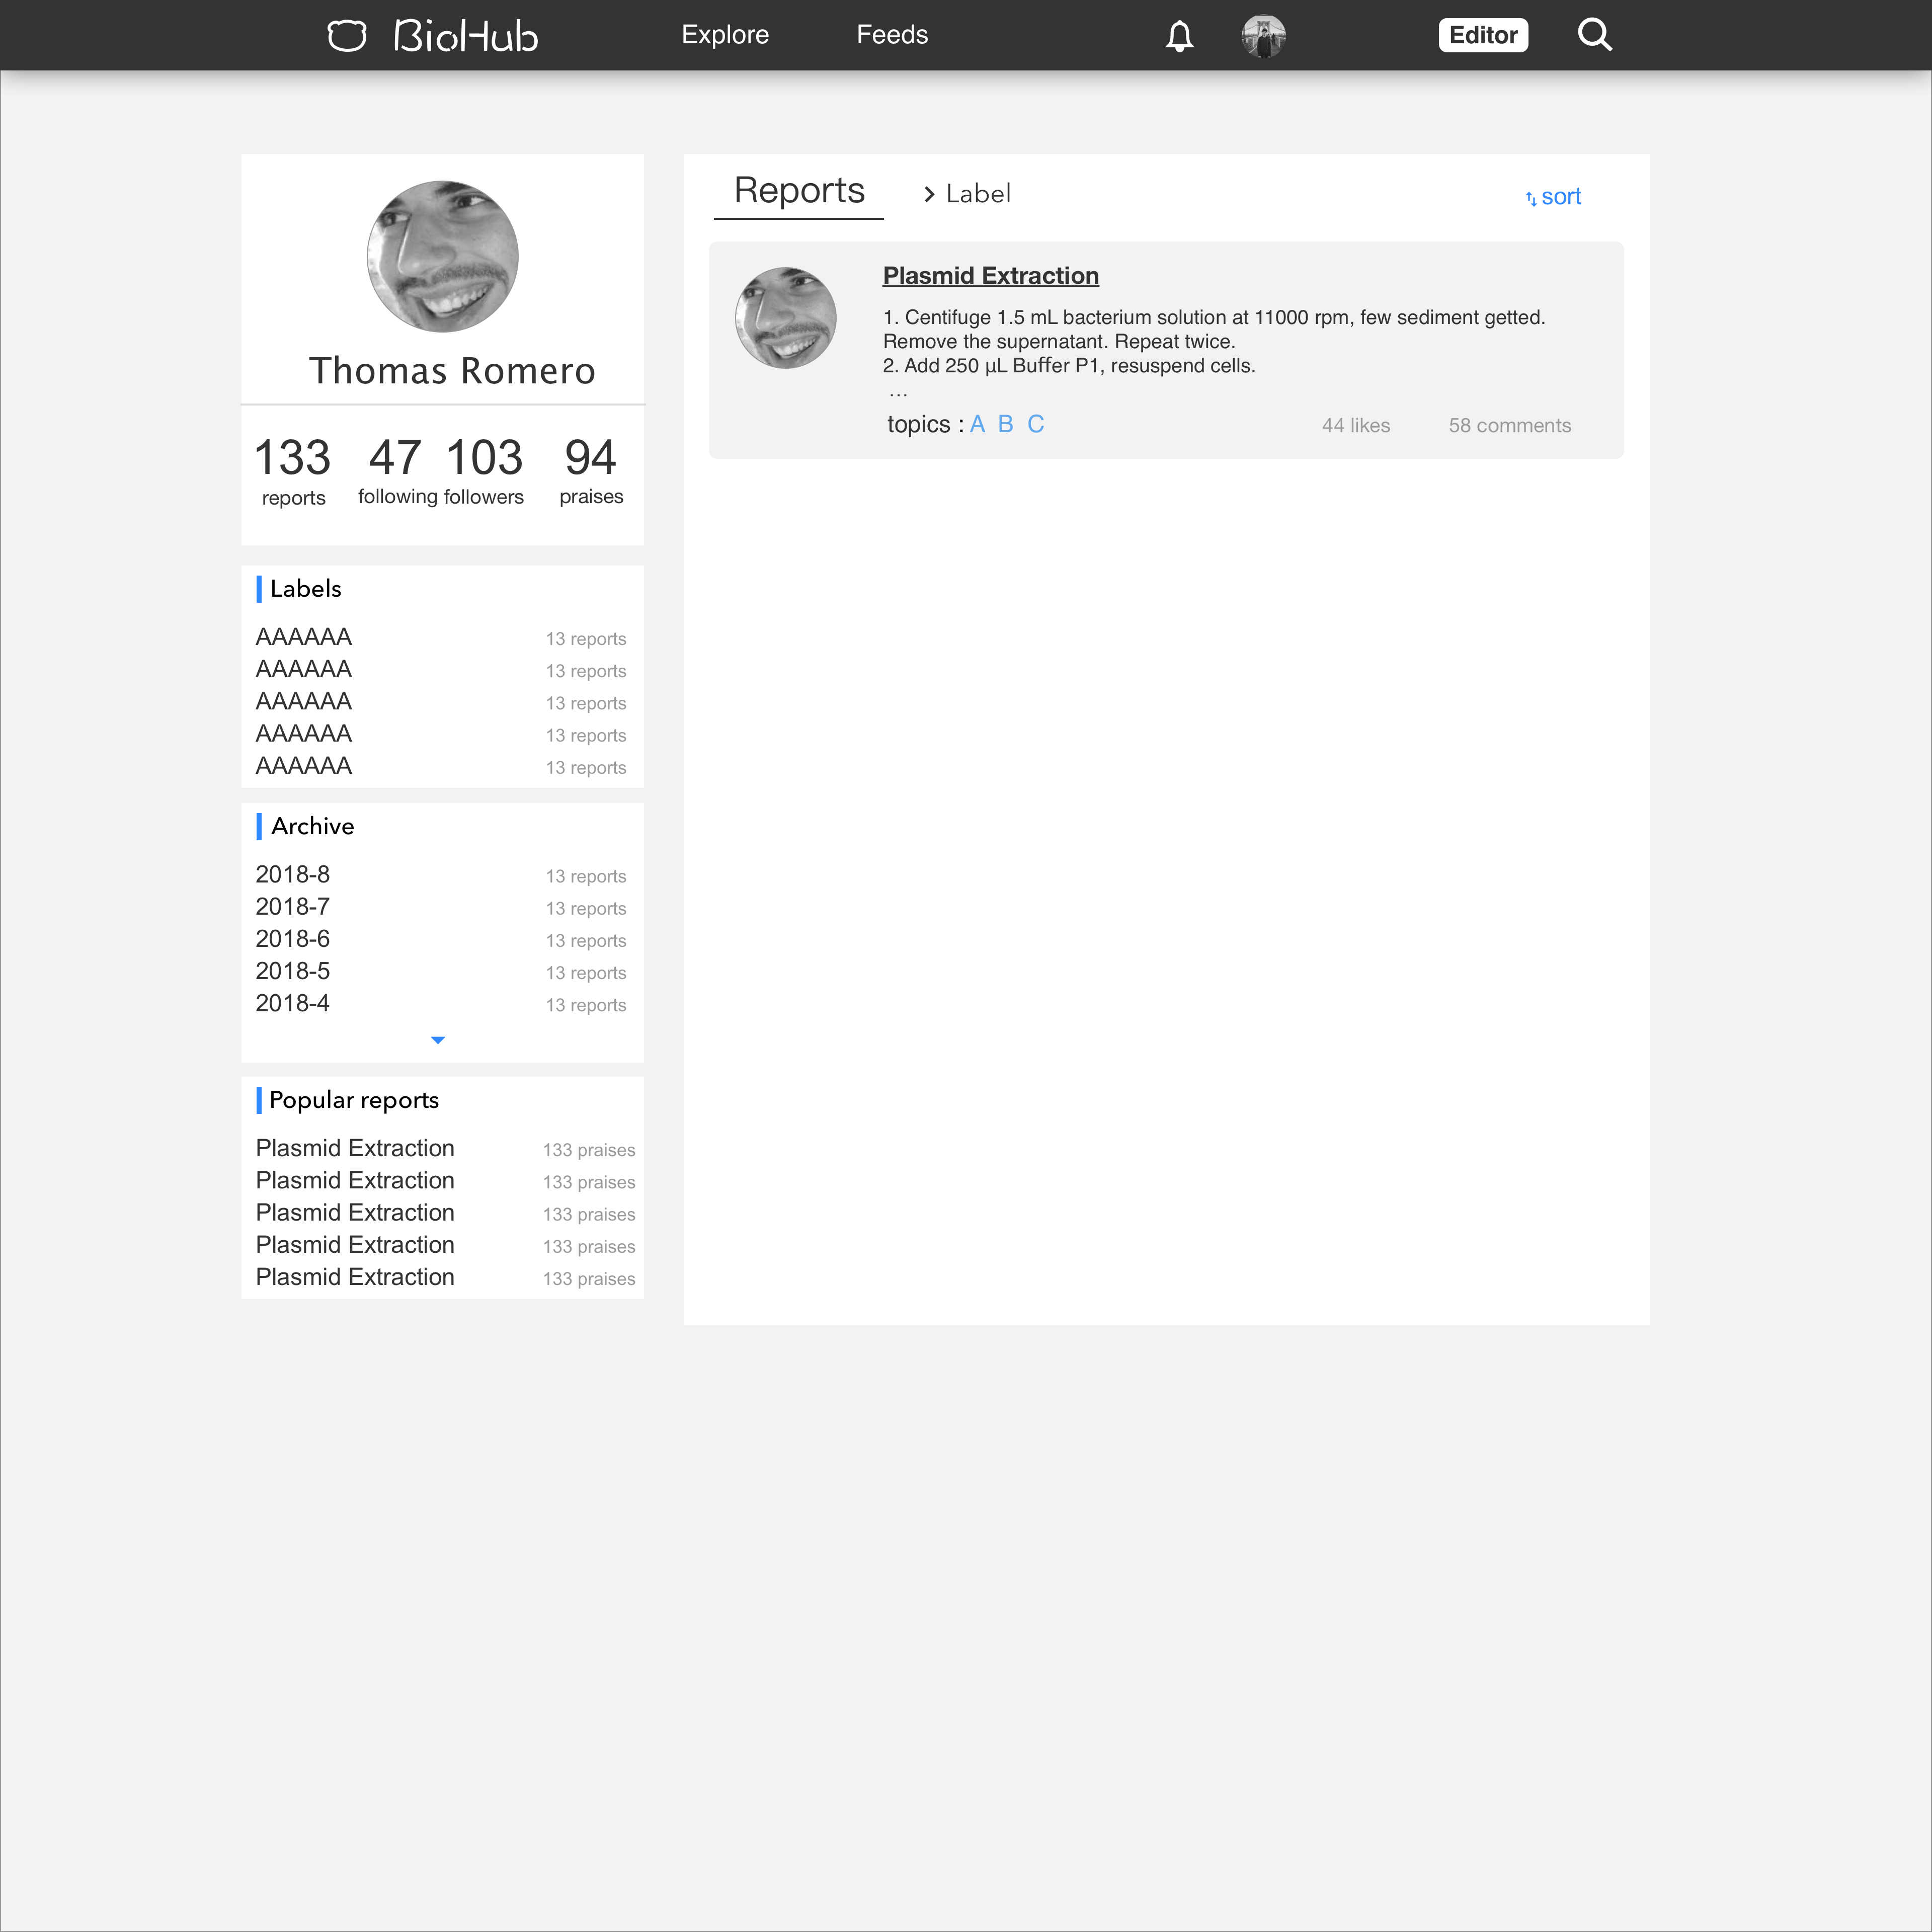 BioHub Explore Feeds Editor
Thomas Romero
133 47 103 94
reports following followers praises
Labels
AAAAAA 13 reports
AAAAAA 13 reports
AAAAAA 13 reports
AAAAAA 13 reports
AAAAAA 13 reports
Archive
2018-8 13 reports
2018-7 13 reports
2018-6 13 reports
2018-5 13 reports
2018-4 13 reports
Popular reports
Plasmid Extraction 133 praises
Plasmid Extraction 133 praises
Plasmid Extraction 133 praises
Plasmid Extraction 133 praises
Plasmid Extraction 133 praises
Reports > Label sort
Plasmid Extraction
1. Centifuge 1.5 mL bacterium solution at 11000 rpm, few sediment getted.
Remove the supernatant. Repeat twice.
2. Add 250 μL Buffer P1, resuspend cells.
...
topics : A B C 44 likes 58 comments